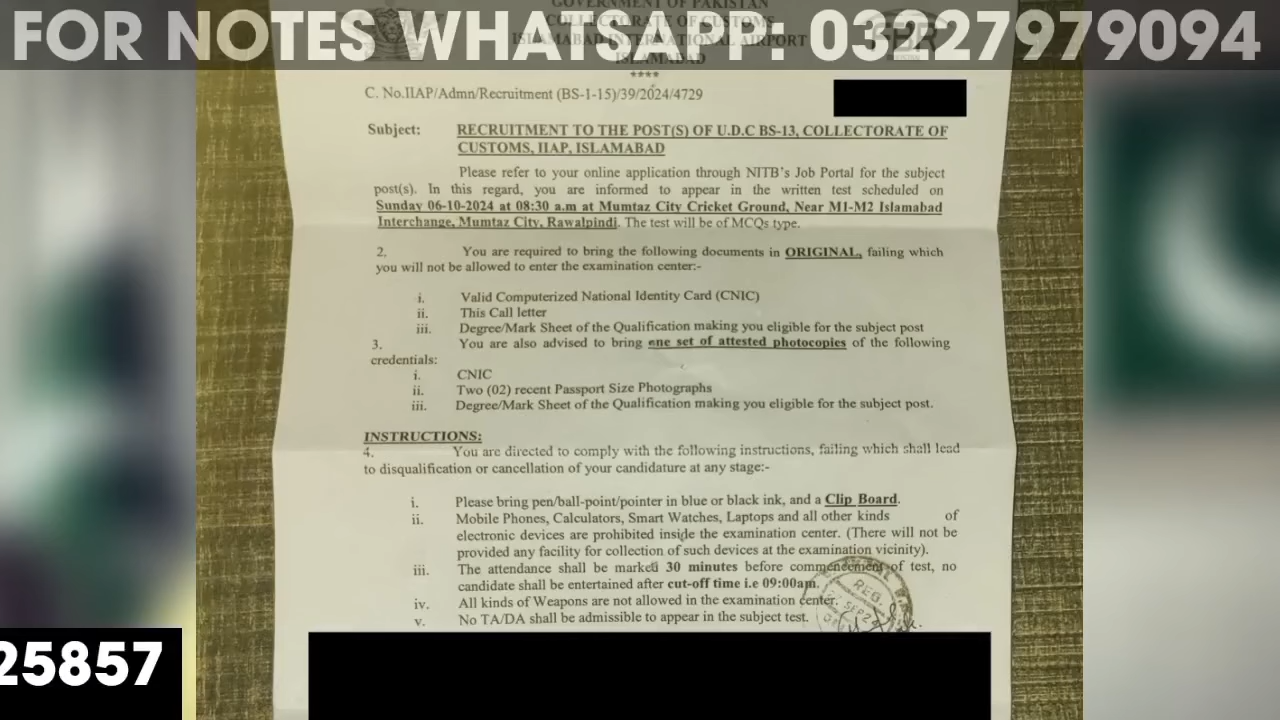 FOR NOTES WHATSAPP: 03227979094
GOVERNMENT OF PAKISTAN
COLLECTORATE OF CUSTOMS
ISLAMABAD INTERNATIONAL AIRPORT
ISLAMABAD
****
FBR
C. No.IIAP/Admn/Recruitment (BS-1-15)/39/2024/4729
Subject: RECRUITMENT TO THE POST(S) OF U.D.C BS-13, COLLECTORATE OF
CUSTOMS, IIAP, ISLAMABAD
Please refer to your online application through NITB's Job Portal for the subject
post(s). In this regard, you are informed to appear in the written test scheduled on
Sunday 06-10-2024 at 08:30 a.m at Mumtaz City Cricket Ground, Near M1-M2 Islamabad
Interchange, Mumtaz City, Rawalpindi. The test will be of MCQs type.
2. You are required to bring the following documents in ORIGINAL, failing which
you will not be allowed to enter the examination center:-
i. Valid Computerized National Identity Card (CNIC)
ii. This Call letter
iii. Degree/Mark Sheet of the Qualification making you eligible for the subject post
3. You are also advised to bring one set of attested photocopies of the following
credentials:
i. CNIC
ii. Two (02) recent Passport Size Photographs
iii. Degree/Mark Sheet of the Qualification making you eligible for the subject post.
INSTRUCTIONS:
4. You are directed to comply with the following instructions, failing which shall lead
to disqualification or cancellation of your candidature at any stage:-
i. Please bring pen/ball-point/pointer in blue or black ink, and a Clip Board.
ii. Mobile Phones, Calculators, Smart Watches, Laptops and all other kinds of
electronic devices are prohibited inside the examination center. (There will not be
provided any facility for collection of such devices at the examination vicinity).
iii. The attendance shall be marked 30 minutes before commencement of test, no
candidate shall be entertained after cut-off time i.e 09:00am.
iv. All kinds of Weapons are not allowed in the examination center.
v. No TA/DA shall be admissible to appear in the subject test.
REG.
25857